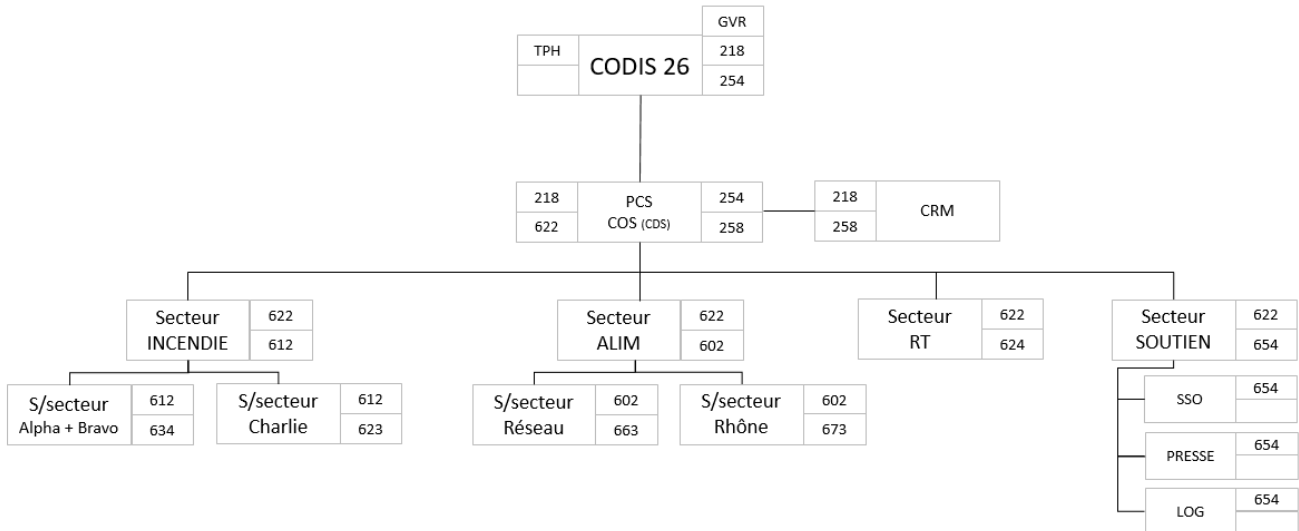 GVR
TPH
CODIS 26
218
254
218
622
PCS
COS (CDS)
254
258
218
258
CRM
Secteur
INCENDIE
622
612
Secteur
ALIM
622
602
Secteur
RT
622
624
Secteur
SOUTIEN
622
654
S/secteur
Alpha + Bravo
612
634
S/secteur
Charlie
612
623
S/secteur
Réseau
602
663
S/secteur
Rhône
602
673
SSO
654
PRESSE
654
LOG
654